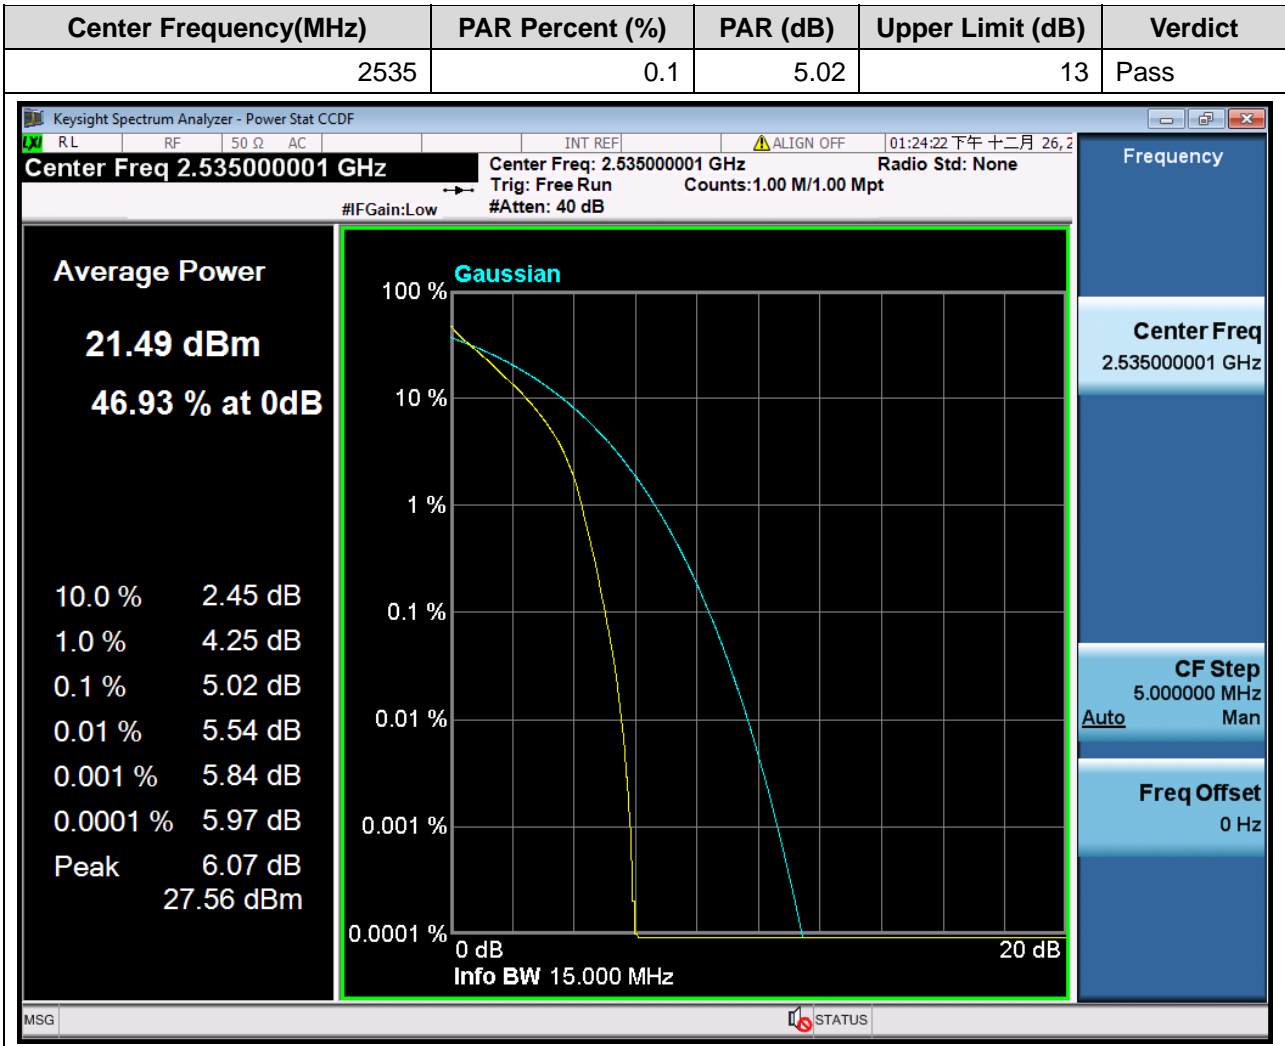 Center Frequency(MHz) PAR Percent (%) PAR (dB) Upper Limit (dB) Verdict
2535 0.1 5.02 13 Pass
Keysight Spectrum Analyzer - Power Stat CCDF
LXI RL RF 50 Ω AC INT REF ALIGN OFF 01:24:22 下午 十二月 26, 2
Center Freq 2.535000001 GHz
Center Freq: 2.535000001 GHz Radio Std: None
Trig: Free Run Counts:1.00 M/1.00 Mpt
#IFGain:Low #Atten: 40 dB
Average Power
21.49 dBm
46.93 % at 0dB
10.0 % 2.45 dB
1.0 % 4.25 dB
0.1 % 5.02 dB
0.01 % 5.54 dB
0.001 % 5.84 dB
0.0001 % 5.97 dB
Peak 6.07 dB
27.56 dBm
Gaussian
100 %
10 %
1 %
0.1 %
0.01 %
0.001 %
0.0001 %
0 dB 20 dB
Info BW 15.000 MHz
Frequency
Center Freq
2.535000001 GHz
CF Step
5.000000 MHz
Auto Man
Freq Offset
0 Hz
MSG STATUS